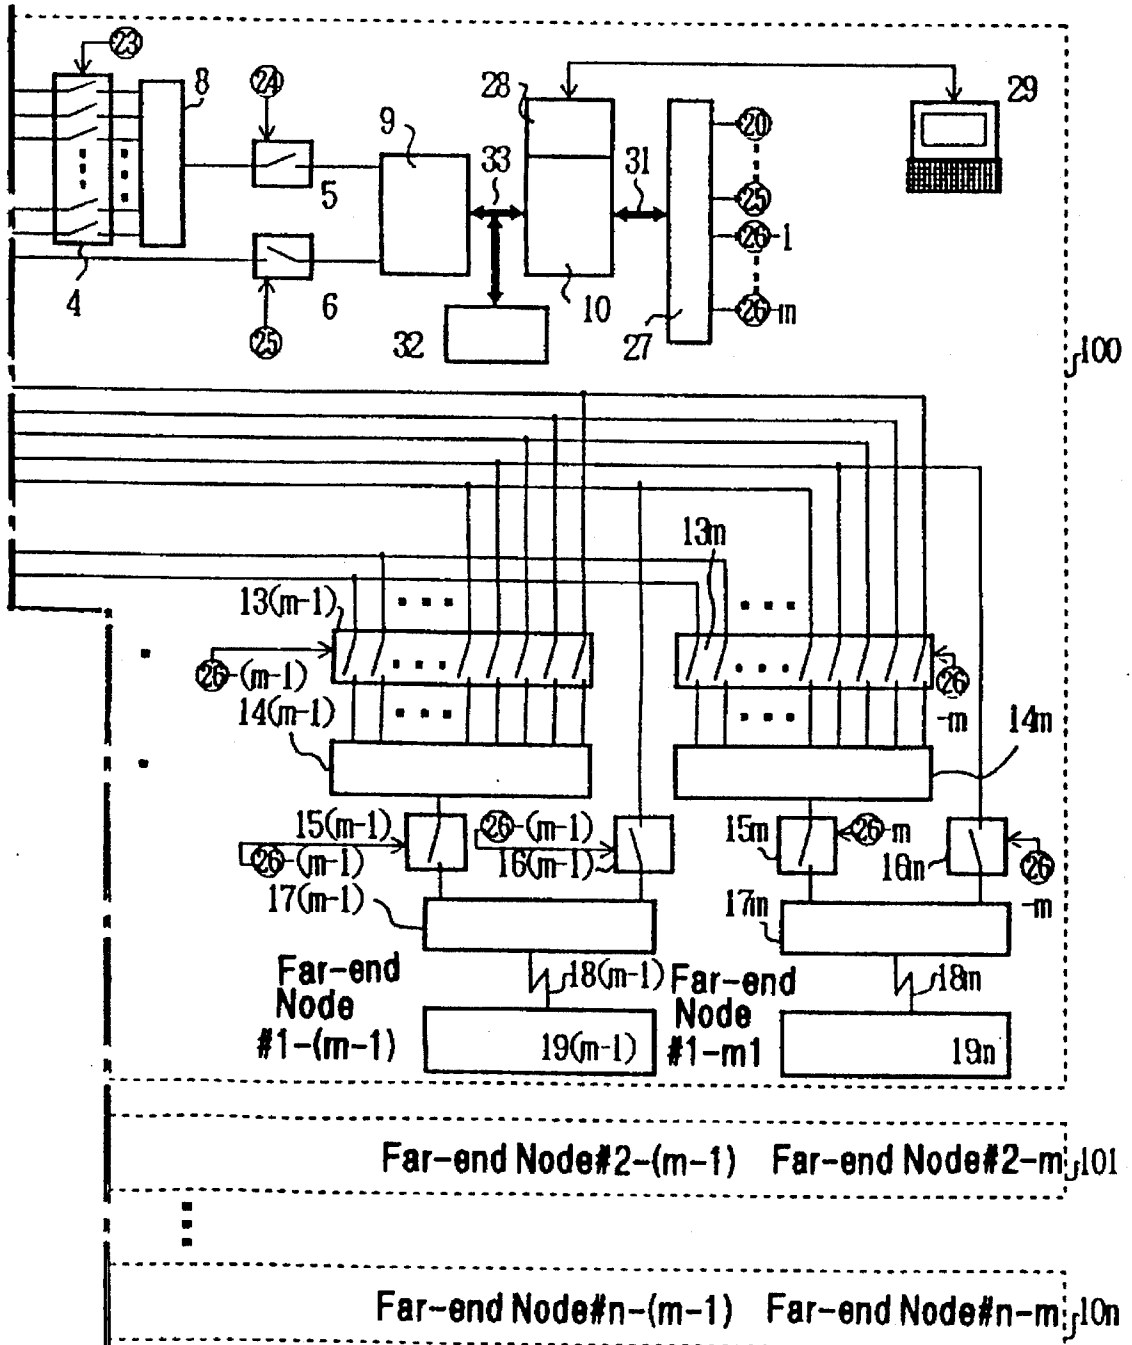 23
8
24
28
29
9
33
31
20
25
26-1
26-m
5
4
6
25
32
10
27
100
13m
13(m-1)
26-(m-1)
26
-m
14(m-1)
14m
15(m-1)
26-(m-1)
26-(m-1)
16(m-1)
15m
26-m
16m
26
-m
17(m-1)
17m
Far-end
Node
#1-(m-1)
18(m-1)
Far-end
Node
#1-m1
18m
19(m-1)
19n
Far-end Node#2-(m-1) Far-end Node#2-m
101
Far-end Node#n-(m-1) Far-end Node#n-m
10n